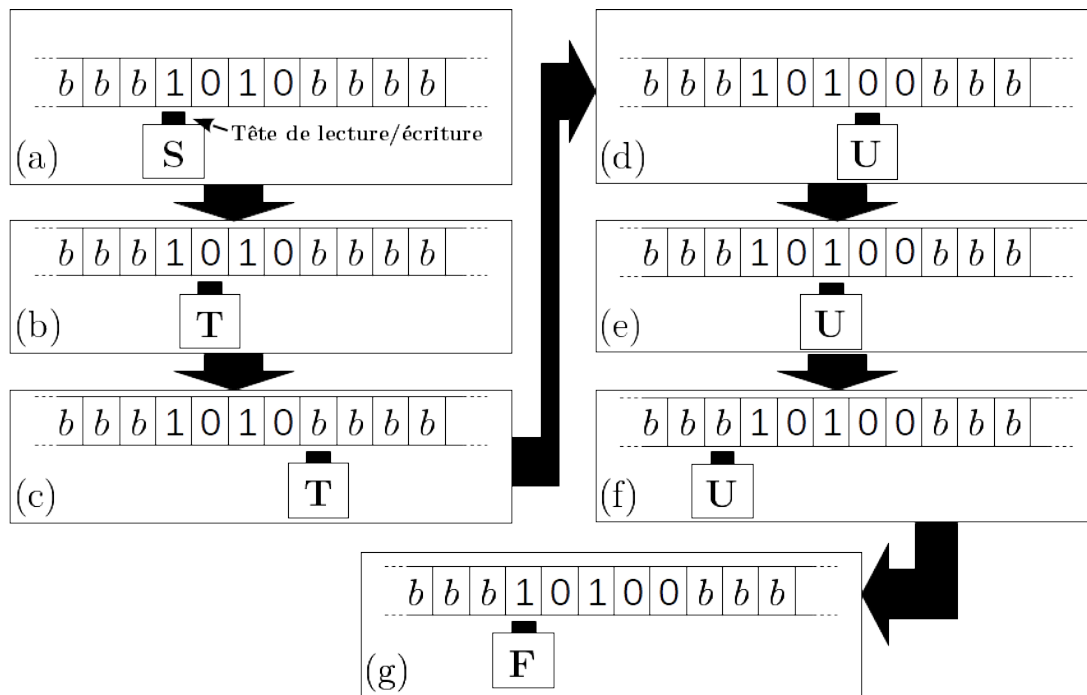 b b b 1 0 1 0 b b b b
Tête de lecture/écriture
(a) S
b b b 1 0 1 0 b b b b
(b) T
b b b 1 0 1 0 b b b b
(c) T
b b b 1 0 1 0 0 b b b
(d) U
b b b 1 0 1 0 0 b b b
(e) U
b b b 1 0 1 0 0 b b b
(f) U
b b b 1 0 1 0 0 b b b
(g) F